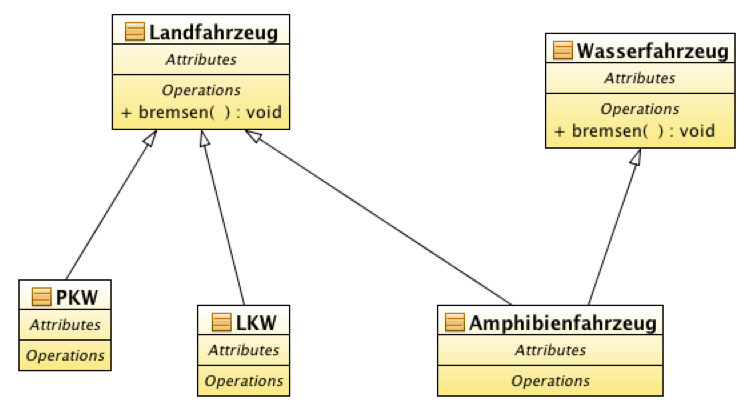 Landfahrzeug
Attributes
Operations
+ bremsen( ) : void
Wasserfahrzeug
Attributes
Operations
+ bremsen( ) : void
PKW
Attributes
Operations
LKW
Attributes
Operations
Amphibienfahrzeug
Attributes
Operations